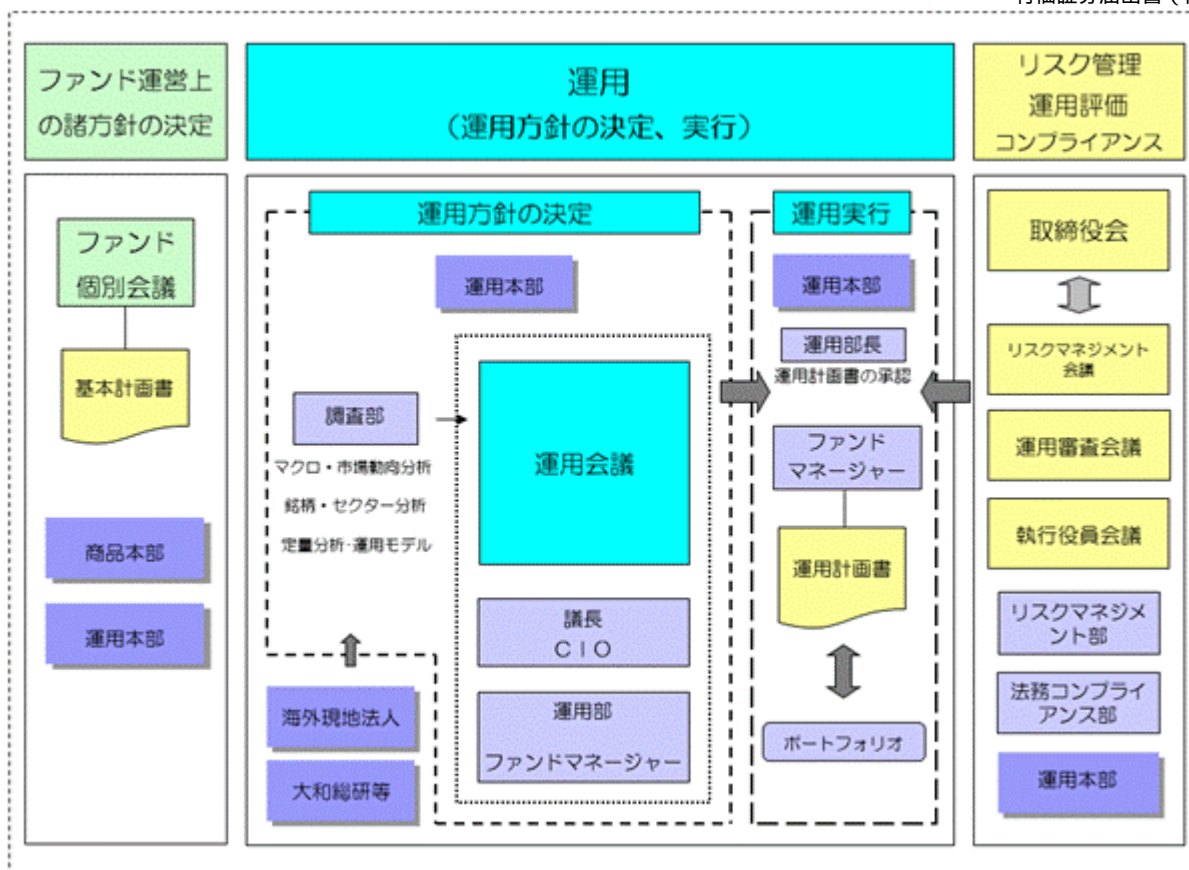 ファンド運営上
の諸方針の決定
運用
（運用方針の決定、実行）
リスク管理
運用評価
コンプライアンス
ファンド
個別会議
基本計画書
商品本部
運用本部
運用方針の決定
運用本部
調査部
マクロ・市場動向分析
銘柄・セクター分析
定量分析･運用モデル
海外現地法人
大和総研等
運用会議
議長
ＣＩＯ
運用部
ファンドマネージャー
運用実行
運用本部
運用部長
運用計画書の承認
ファンド
マネージャー
運用計画書
ポートフォリオ
取締役会
リスクマネジメント
会議
運用審査会議
執行役員会議
リスクマネジメ
ント部
法務コンプライ
アンス部
運用本部